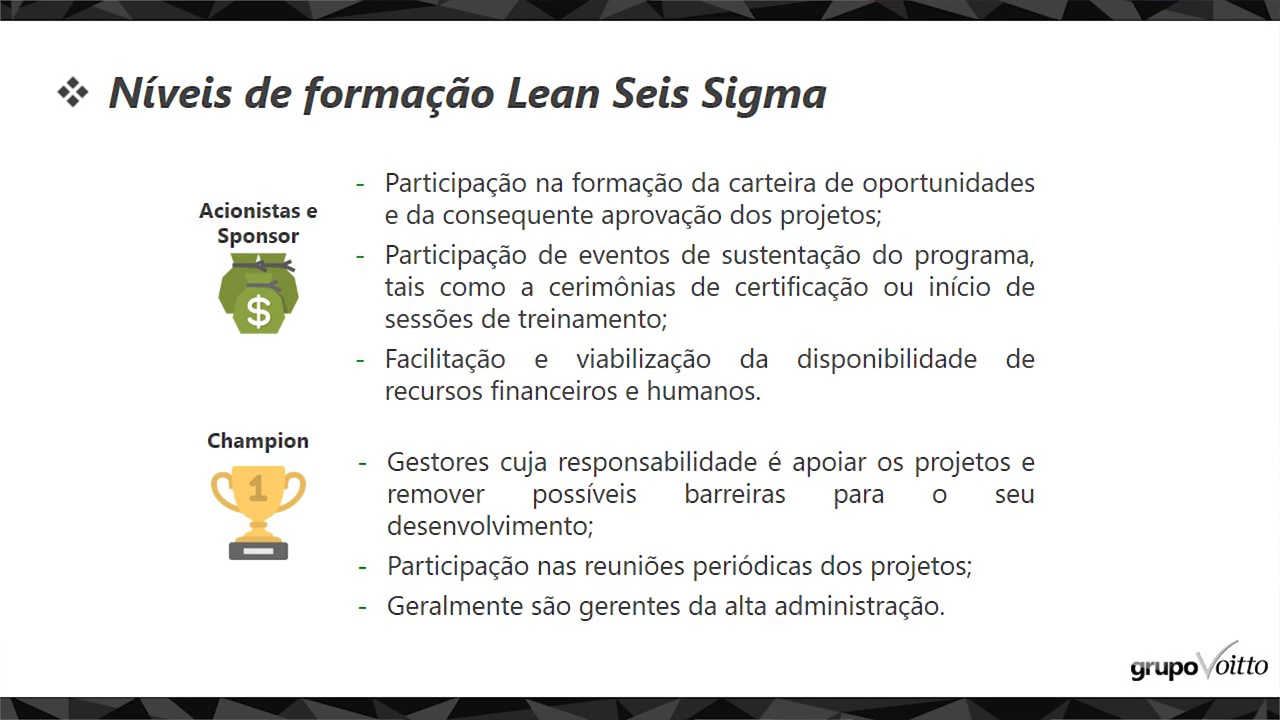 ❖ Níveis de formação Lean Seis Sigma
Acionistas e
Sponsor
$
- Participação na formação da carteira de oportunidades
e da consequente aprovação dos projetos;
- Participação de eventos de sustentação do programa,
tais como a cerimônias de certificação ou início de
sessões de treinamento;
- Facilitação e viabilização da disponibilidade de
recursos financeiros e humanos.
Champion
1
- Gestores cuja responsabilidade é apoiar os projetos e
remover possíveis barreiras para o seu
desenvolvimento;
- Participação nas reuniões periódicas dos projetos;
- Geralmente são gerentes da alta administração.
grupoVoitto